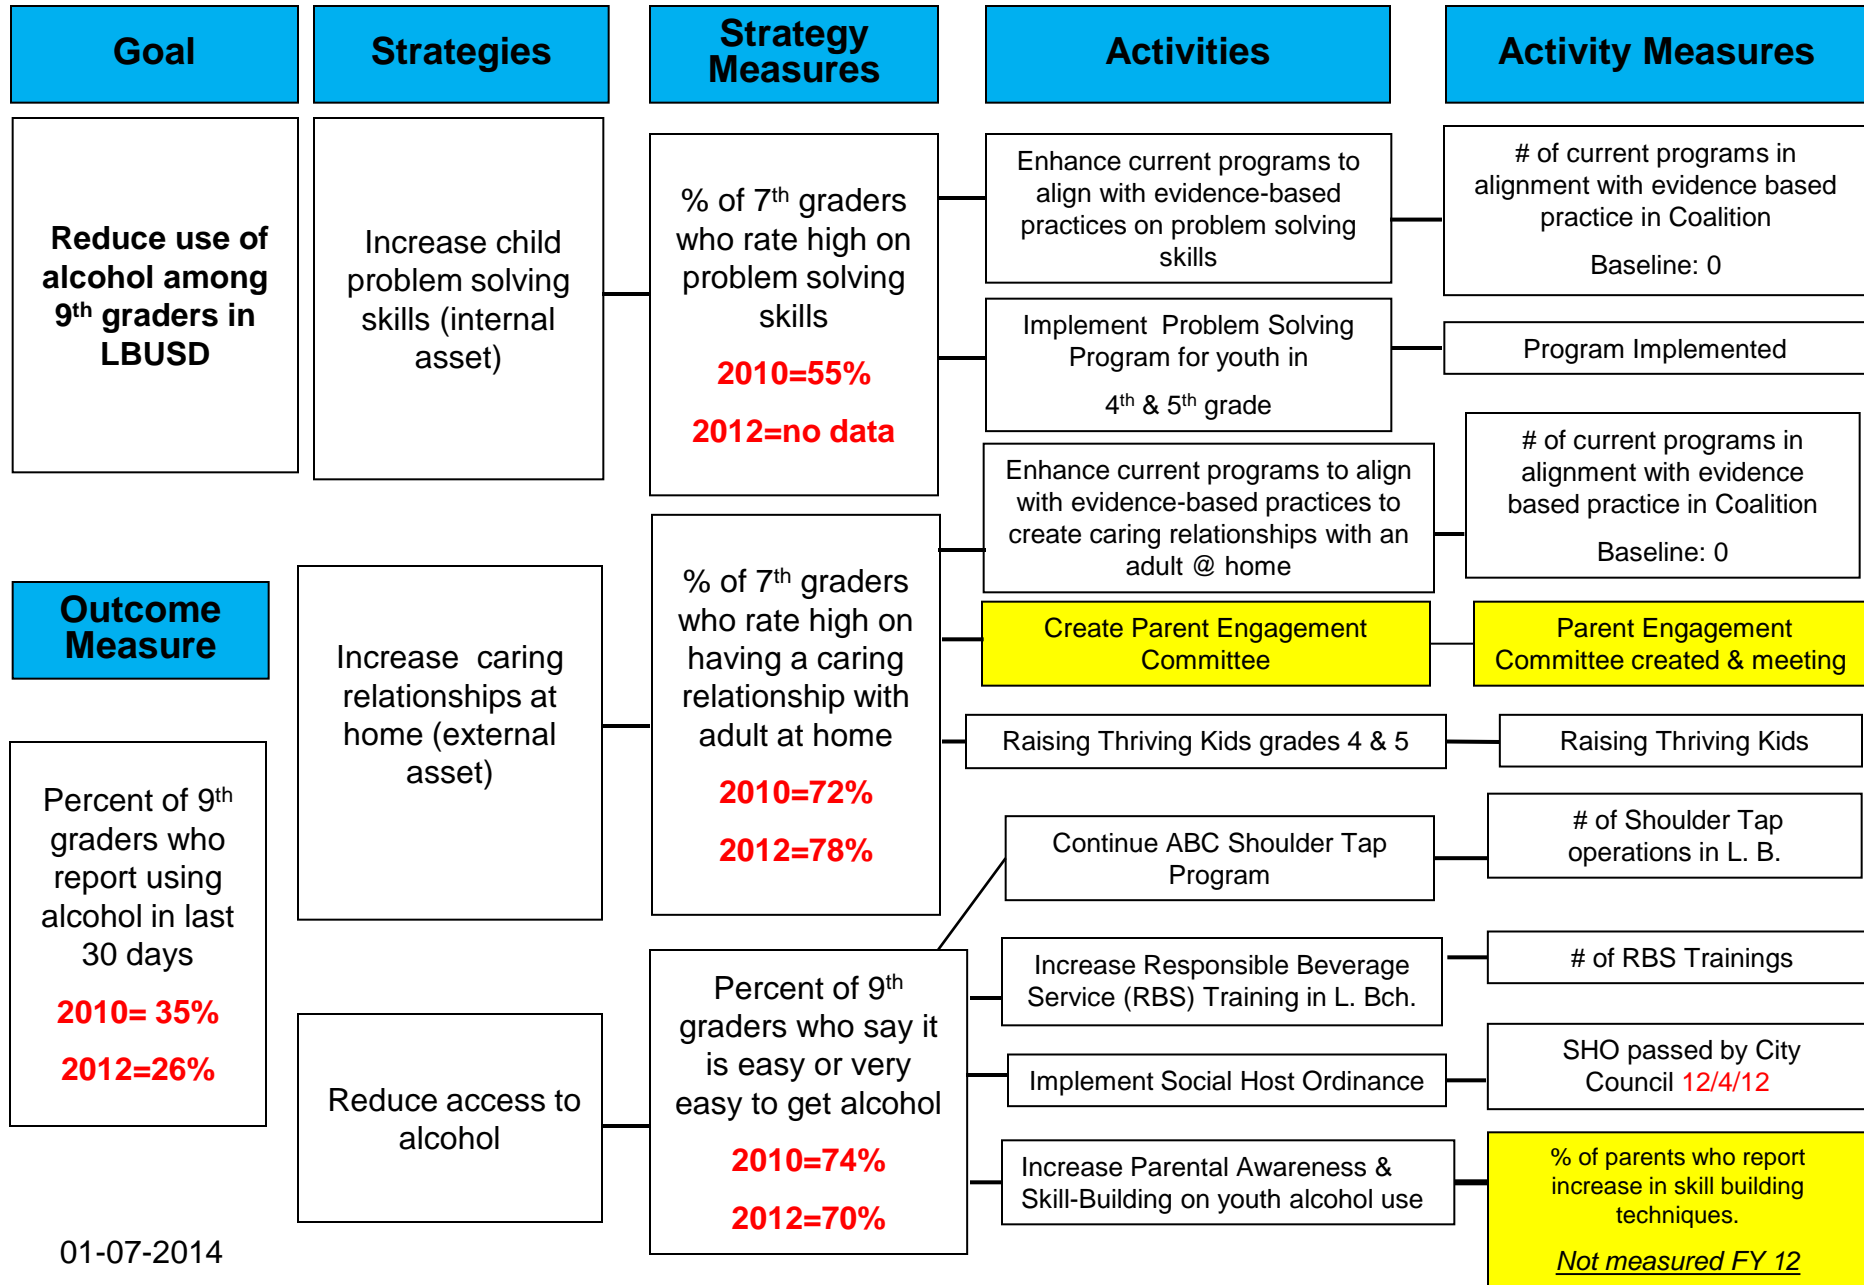 Goal
Strategies
Strategy
Measures
Activities
Activity Measures
Reduce use of
alcohol among
9th graders in
LBUSD
Outcome
Measure
Percent of 9th
graders who
report using
alcohol in last
30 days
2010= 35%
2012=26%
01-07-2014
Increase child
problem solving
skills (internal
asset)
Increase  caring
relationships at
home (external
asset)
Reduce access to
alcohol
% of 7th graders
who rate high on
problem solving
skills
2010=55%
2012=no data
% of 7th graders
who rate high on
having a caring
relationship with
adult at home
2010=72%
2012=78%
Percent of 9th
graders who say it
is easy or very
easy to get alcohol
2010=74%
2012=70%
Enhance current programs to
align with evidence-based
practices on problem solving
skills
Implement  Problem Solving
Program for youth in
4th & 5th grade
Enhance current programs to align
with evidence-based practices to
create caring relationships with an
adult @ home
Create Parent Engagement
Committee
Raising Thriving Kids grades 4 & 5
Continue ABC Shoulder Tap
Program
Increase Responsible Beverage
Service (RBS) Training in L. Bch.
Implement Social Host Ordinance
Increase Parental Awareness &
Skill-Building on youth alcohol use
# of current programs in
alignment with evidence based
practice in Coalition
Baseline: 0
Program Implemented
# of current programs in
alignment with evidence
based practice in Coalition
Baseline: 0
Parent Engagement
Committee created & meeting
Raising Thriving Kids
# of Shoulder Tap
operations in L. B.
# of RBS Trainings
SHO passed by City
Council 12/4/12
% of parents who report
increase in skill building
techniques.
Not measured FY 12